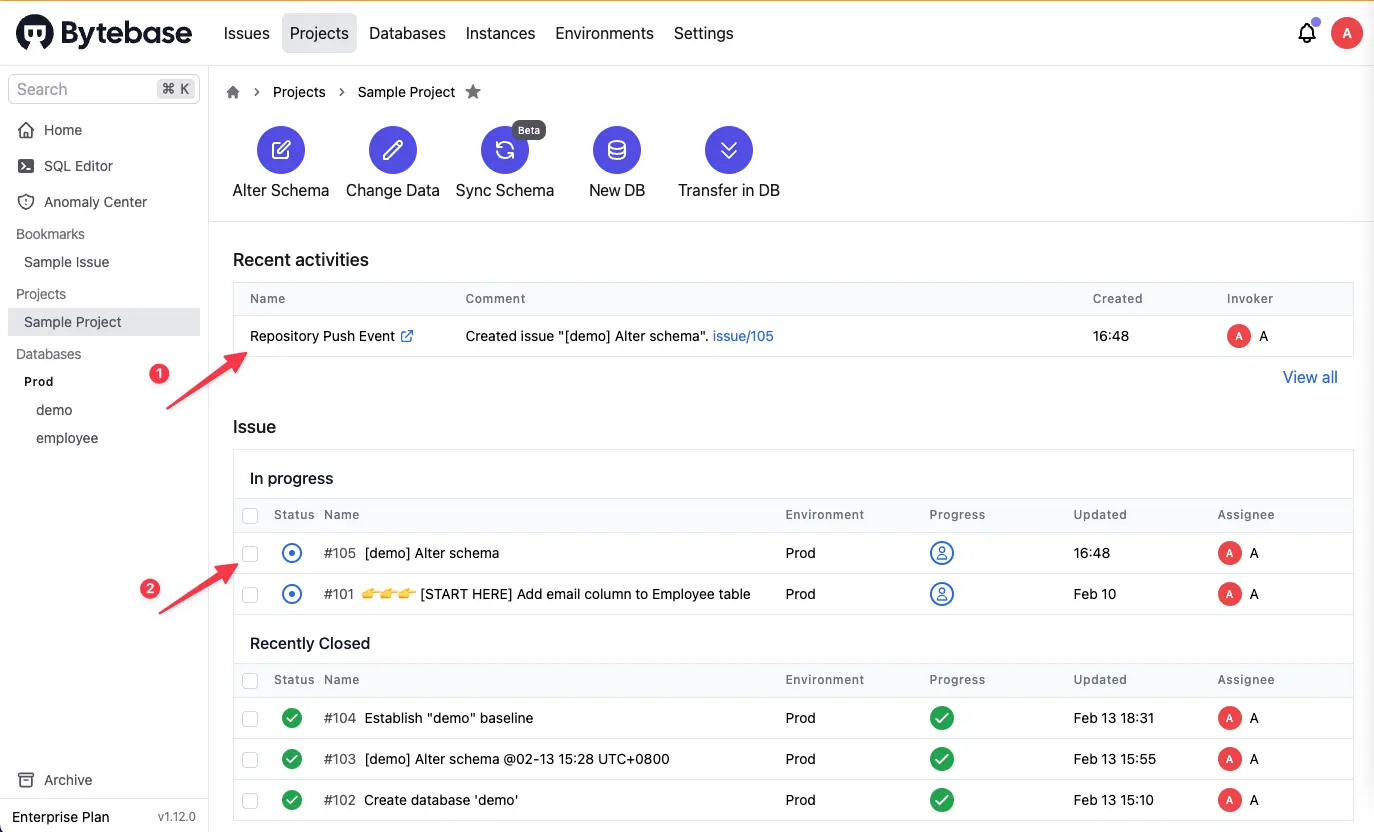 Bytebase Issues Projects Databases Instances Environments Settings A
Search ⌘ K
Home
SQL Editor
Anomaly Center
Bookmarks
Sample Issue
Projects
Sample Project
Databases
Prod
demo
employee
Archive
Enterprise Plan v1.12.0
Projects > Sample Project
Beta
Alter Schema Change Data Sync Schema New DB Transfer in DB
Recent activities
Name Comment Created Invoker
Repository Push Event Created issue "[demo] Alter schema". issue/105 16:48 A A
1
View all
Issue
In progress
Status Name Environment Progress Updated Assignee
#105 [demo] Alter schema Prod 16:48 A A
2
#101 👉👉👉 [START HERE] Add email column to Employee table Prod Feb 10 A A
Recently Closed
Status Name Environment Progress Updated Assignee
#104 Establish "demo" baseline Prod Feb 13 18:31 A A
#103 [demo] Alter schema @02-13 15:28 UTC+0800 Prod Feb 13 15:55 A A
#102 Create database 'demo' Prod Feb 13 15:10 A A